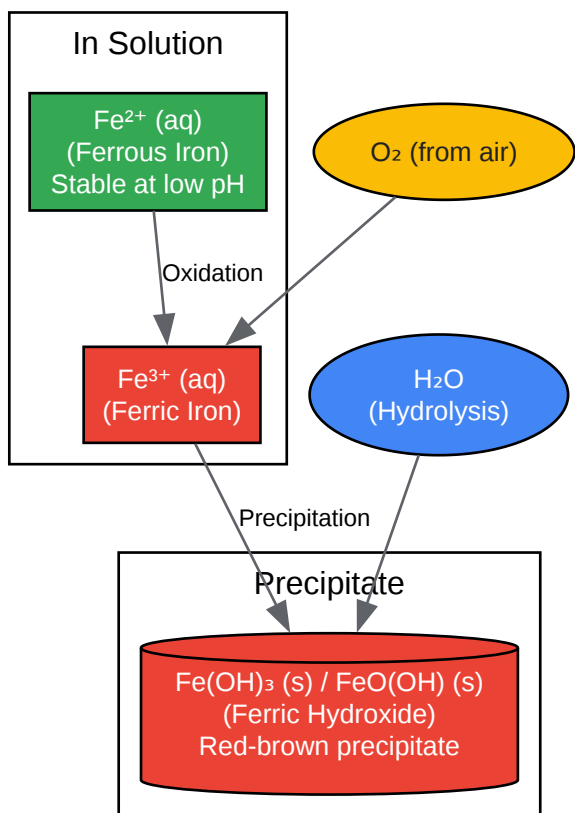 In Solution
Fe²⁺ (aq)
(Ferrous Iron)
Stable at low pH
O₂ (from air)
Oxidation
Fe³⁺ (aq)
(Ferric Iron)
H₂O
(Hydrolysis)
Precipitation
Precipitate
Fe(OH)₃ (s) / FeO(OH) (s)
(Ferric Hydroxide)
Red-brown precipitate